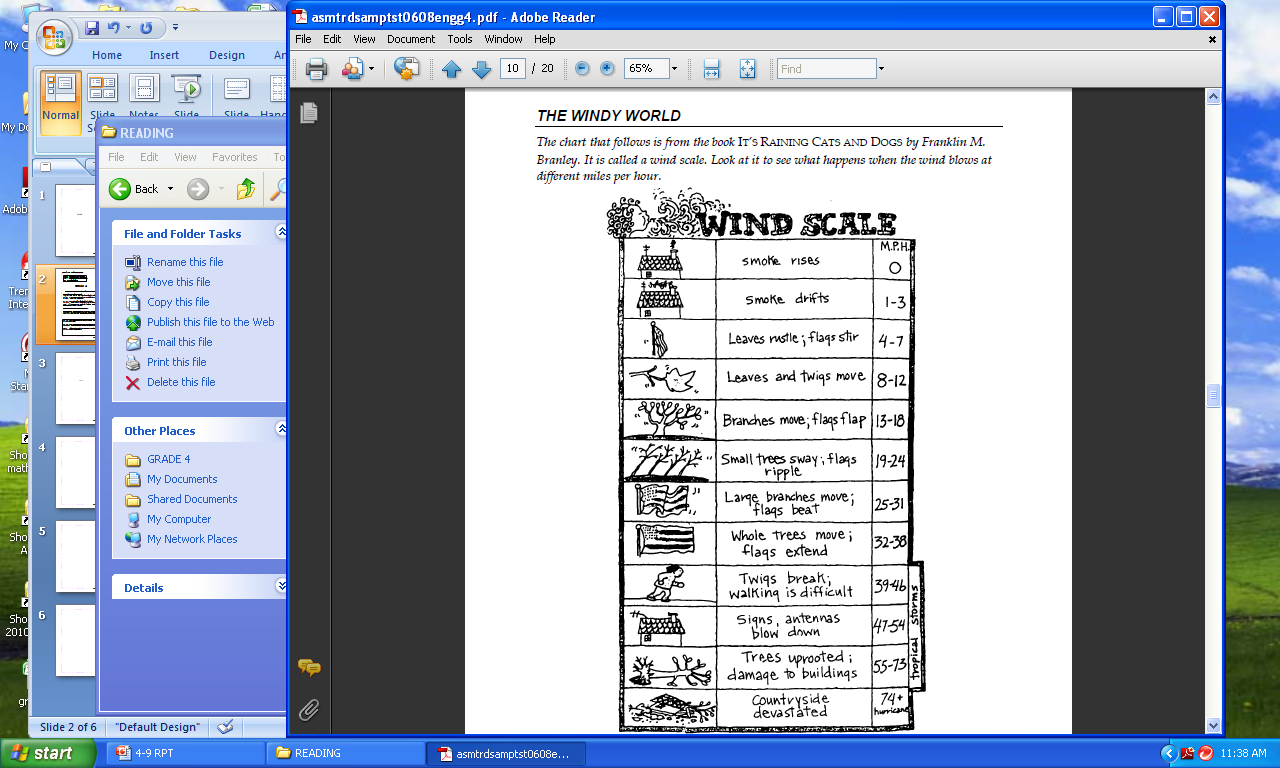 asmtrdsamptst0608engg4.pdf - Adobe Reader
File Edit View Document Tools Window Help
10 / 20 65% Find
Home Insert Design
Normal Slide Notes Slide Slide
READING
File Edit View Favorites
Back
File and Folder Tasks
Rename this file
Move this file
Copy this file
Publish this file to the Web
E-mail this file
Print this file
Delete this file
Other Places
GRADE 4
My Documents
Shared Documents
My Computer
My Network Places
Details
1
2
3
4
5
6
Slide 2 of 6 "Default Design"
THE WINDY WORLD
The chart that follows is from the book IT'S RAINING CATS AND DOGS by Franklin M.
Branley. It is called a wind scale. Look at it to see what happens when the wind blows at
different miles per hour.
WIND SCALE
M.P.H.
smoke rises 0
smoke drifts 1-3
Leaves rustle; flags stir 4-7
Leaves and twigs move 8-12
Branches move; flags flap 13-18
Small trees sway; flags
ripple 19-24
Large branches move;
flags beat 25-31
Whole trees move;
flags extend 32-38
Twigs break;
walking is difficult 39-46
Signs, antennas
blow down 47-54
Trees uprooted;
damage to buildings 55-73
tropical storms
Countryside
devastated 74+
hurricane
start 4-9 RPT READING asmtrdsamptst0608e... 11:38 AM